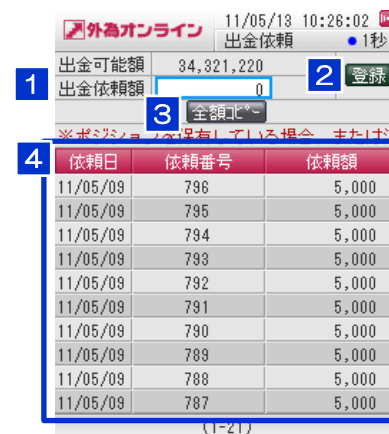 外為オンライン
11/05/13 10:26:02
出金依頼 ●1秒
1
出金可能額 34,321,220
出金依頼額 0
2 登録
3 全額コピー
※ポジションを保有している場合、または
4
依頼日 依頼番号 依頼額
11/05/09 796 5,000
11/05/09 795 5,000
11/05/09 794 5,000
11/05/09 793 5,000
11/05/09 792 5,000
11/05/09 791 5,000
11/05/09 790 5,000
11/05/09 789 5,000
11/05/09 788 5,000
11/05/09 787 5,000
(1-21)